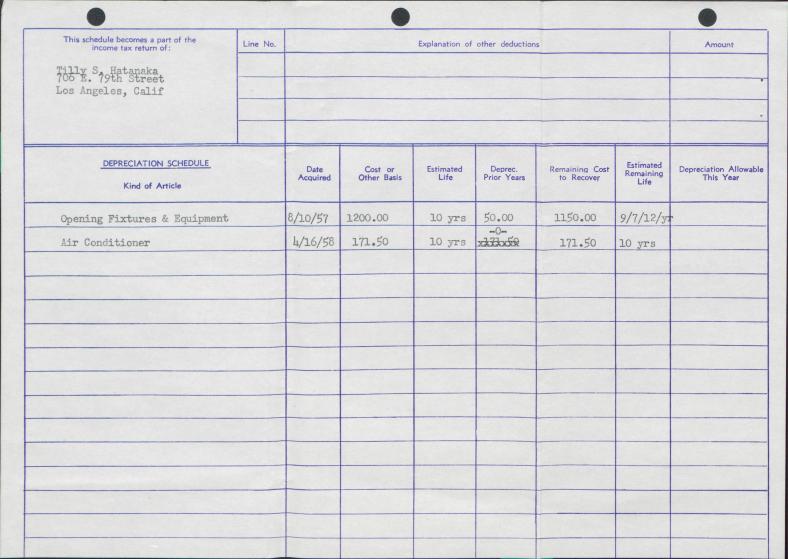 This schedule becomes a part of the
income tax return of:
Tilly S. Hatanaka
706 E. 79th Street
Los Angeles, Calif
Line No.
Explanation of other deductions
Amount
DEPRECIATION SCHEDULE
Kind of Article
Date
Acquired
Cost or
Other Basis
Estimated
Life
Deprec.
Prior Years
Remaining Cost
to Recover
Estimated
Remaining
Life
Depreciation Allowable
This Year
Opening Fixtures & Equipment 8/10/57 1200.00 10 yrs 50.00 1150.00 9/7/12/yr
-0-
Air Conditioner 4/16/58 171.50 10 yrs 171.50 10 yrs